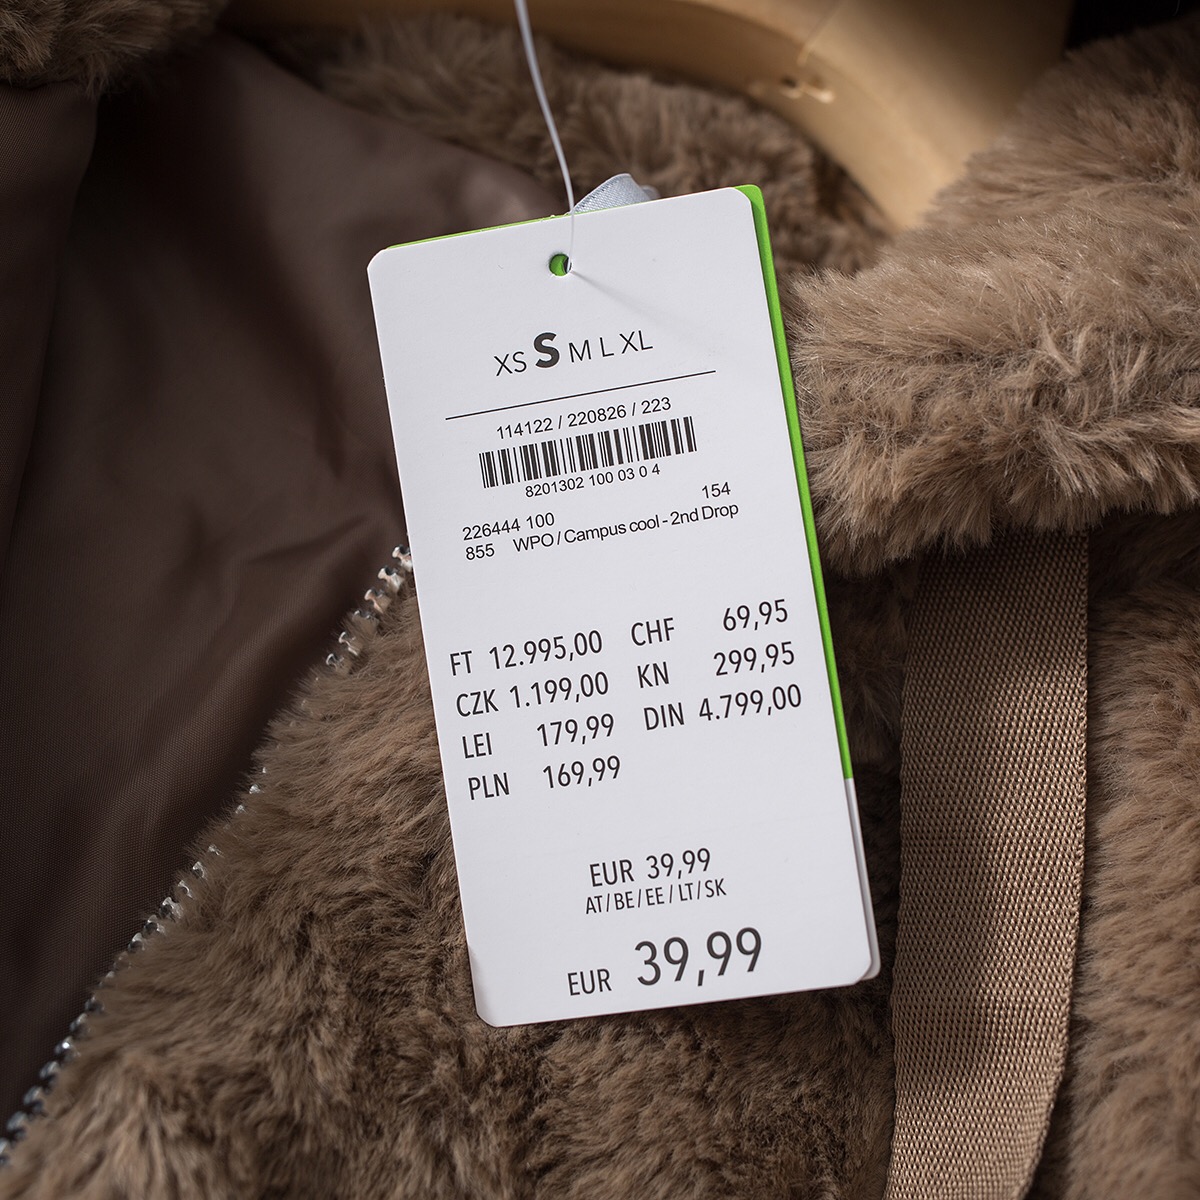 XS S M L XL
114122 / 220826 / 223
8201302 100 03 0 4
226444 100 154
855 WPO / Campus cool - 2nd Drop
FT 12.995,00 CHF 69,95
CZK 1.199,00 KN 299,95
LEI 179,99 DIN 4.799,00
PLN 169,99
EUR 39,99
AT/BE/EE/LT/SK
EUR 39,99